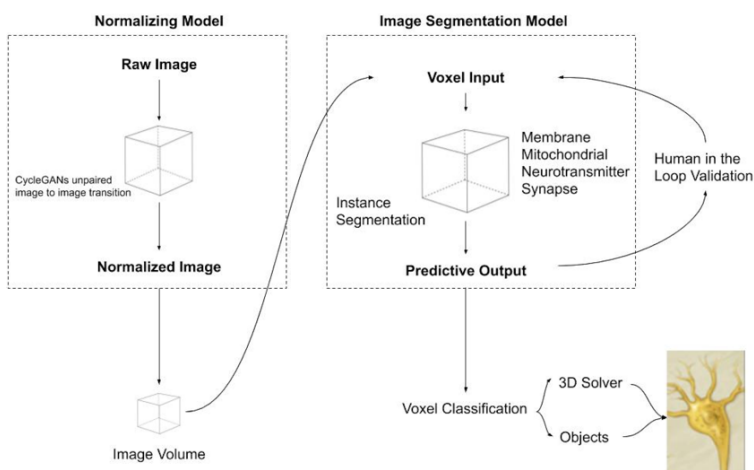 Normalizing Model
Raw Image
CycleGANs unpaired
image to image transition
Normalized Image
Image Volume
Image Segmentation Model
Voxel Input
Membrane
Mitochondrial
Neurotransmitter
Synapse
Instance
Segmentation
Predictive Output
Human in the
Loop Validation
Voxel Classification
3D Solver
Objects